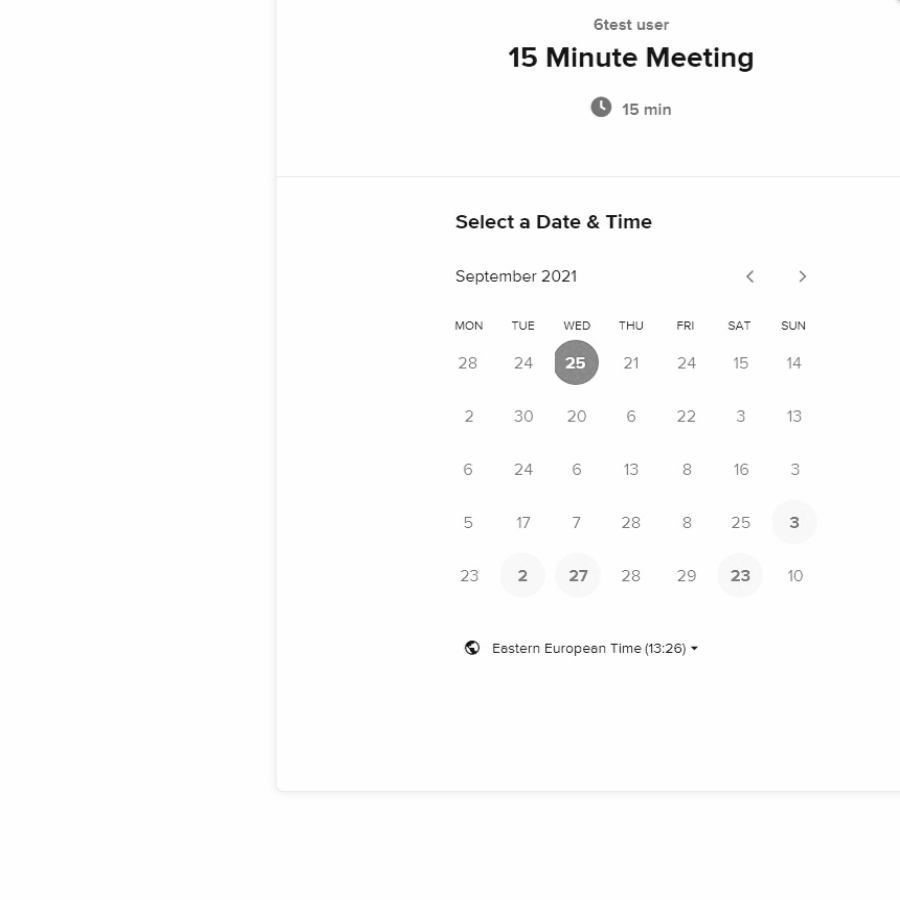 6test user
15 Minute Meeting
15 min
Select a Date & Time
September 2021
MON TUE WED THU FRI SAT SUN
28 24 25 21 24 15 14
2 30 20 6 22 3 13
6 24 6 13 8 16 3
5 17 7 28 8 25 3
23 2 27 28 29 23 10
Eastern European Time (13:26)